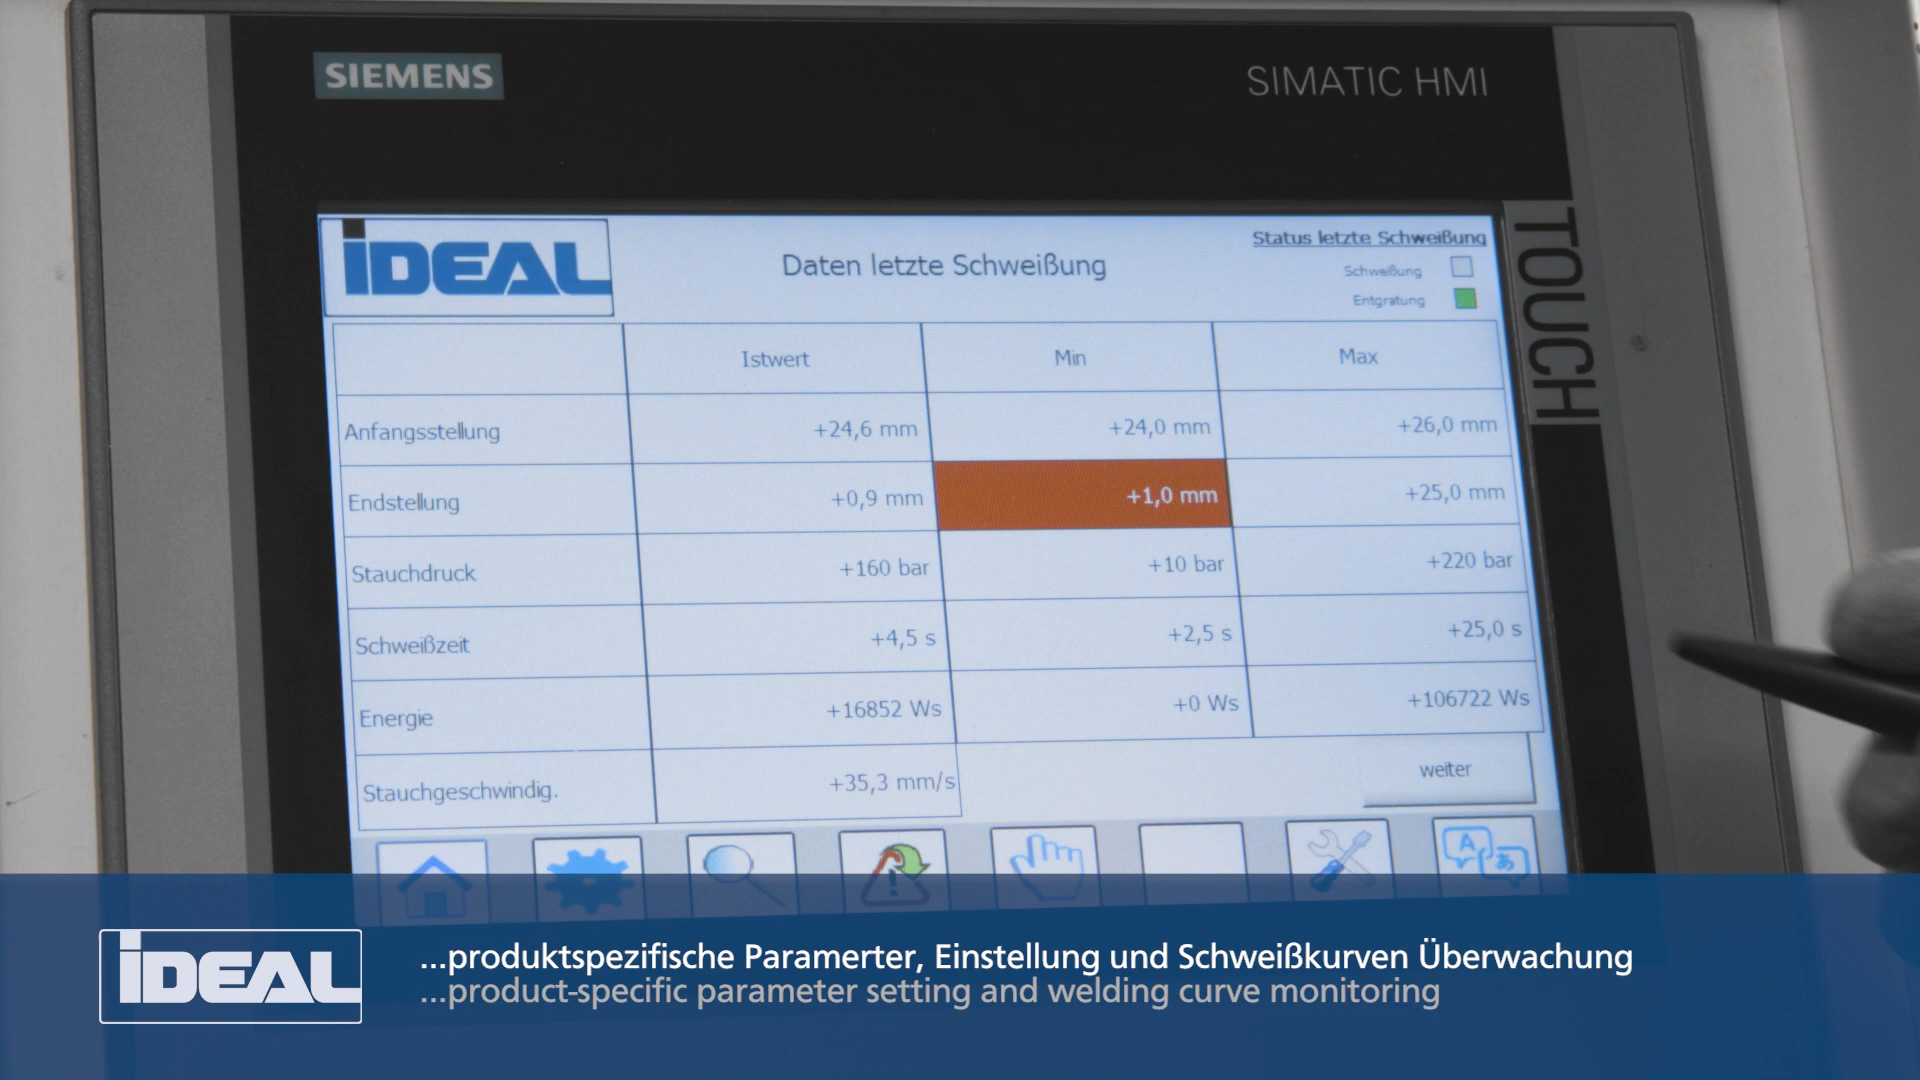 SIEMENS
SIMATIC HMI
TOUCH
iDEAL
Daten letzte Schweißung
Status letzte Schweißung
Schweißung
Entgratung
Istwert Min Max
Anfangsstellung +24,6 mm +24,0 mm +26,0 mm
Endstellung +0,9 mm +1,0 mm +25,0 mm
Stauchdruck +160 bar +10 bar +220 bar
Schweißzeit +4,5 s +2,5 s +25,0 s
Energie +16852 Ws +0 Ws +106722 Ws
Stauchgeschwindig. +35,3 mm/s
weiter
A あ
iDEAL
...produktspezifische Paramerter, Einstellung und Schweißkurven Überwachung
...product-specific parameter setting and welding curve monitoring